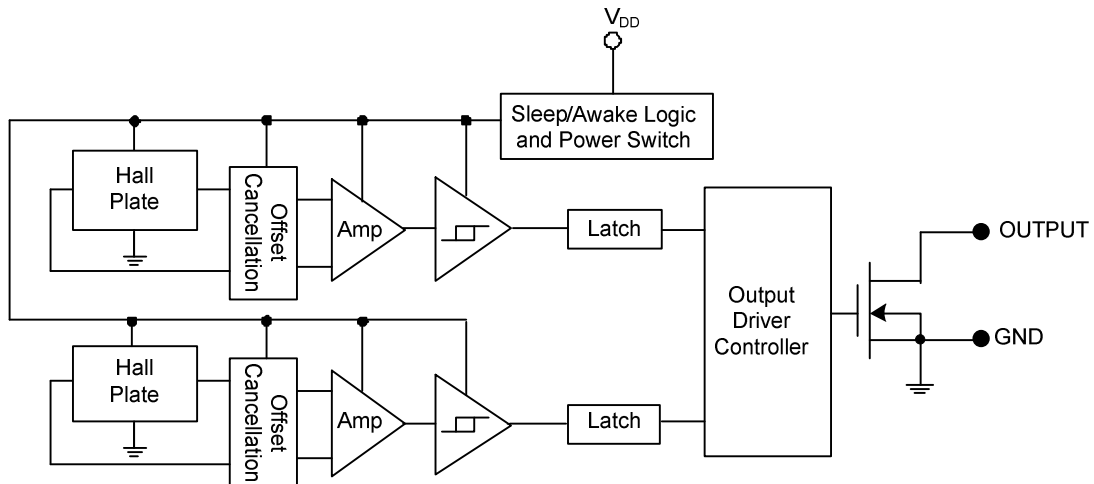 VDD
Sleep/Awake Logic
and Power Switch
Hall
Plate
Offset
Cancellation
Amp
Latch
OUTPUT
Output
Driver
Controller
GND
Hall
Plate
Offset
Cancellation
Amp
Latch